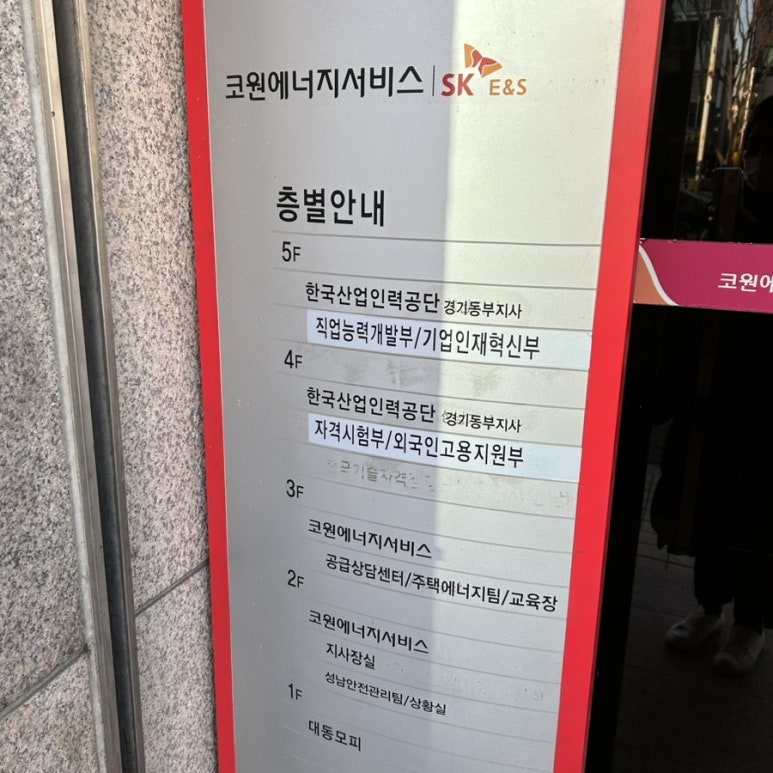 코원에너지서비스 | SK E&S
층별안내
5F
한국산업인력공단 경기동부지사
직업능력개발부/기업인재혁신부
4F
한국산업인력공단 경기동부지사
자격시험부/외국인고용지원부
3F
코원에너지서비스
공급상담센터/주택에너지팀/교육장
2F
코원에너지서비스
지사장실
성남안전관리팀/상황실
1F
대동모피
코원에